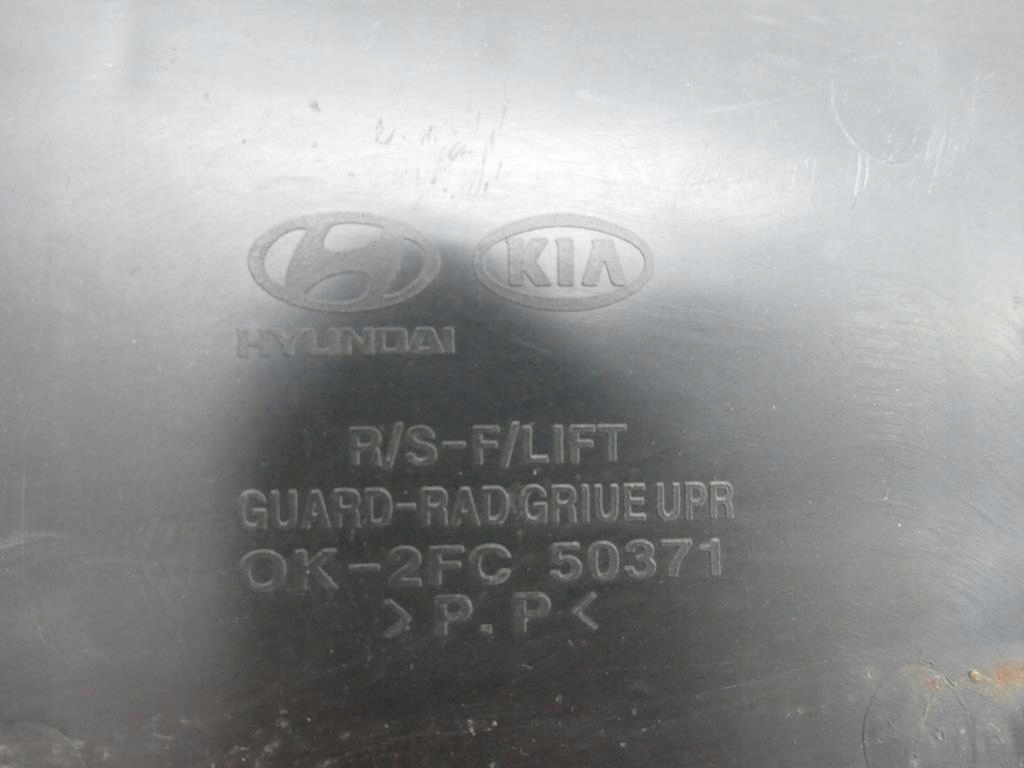 KIA
HYUNDAI
R/S-F/LIFT
GUARD-RAD GRIUE UPR
OK-2FC 50371
>P.P<